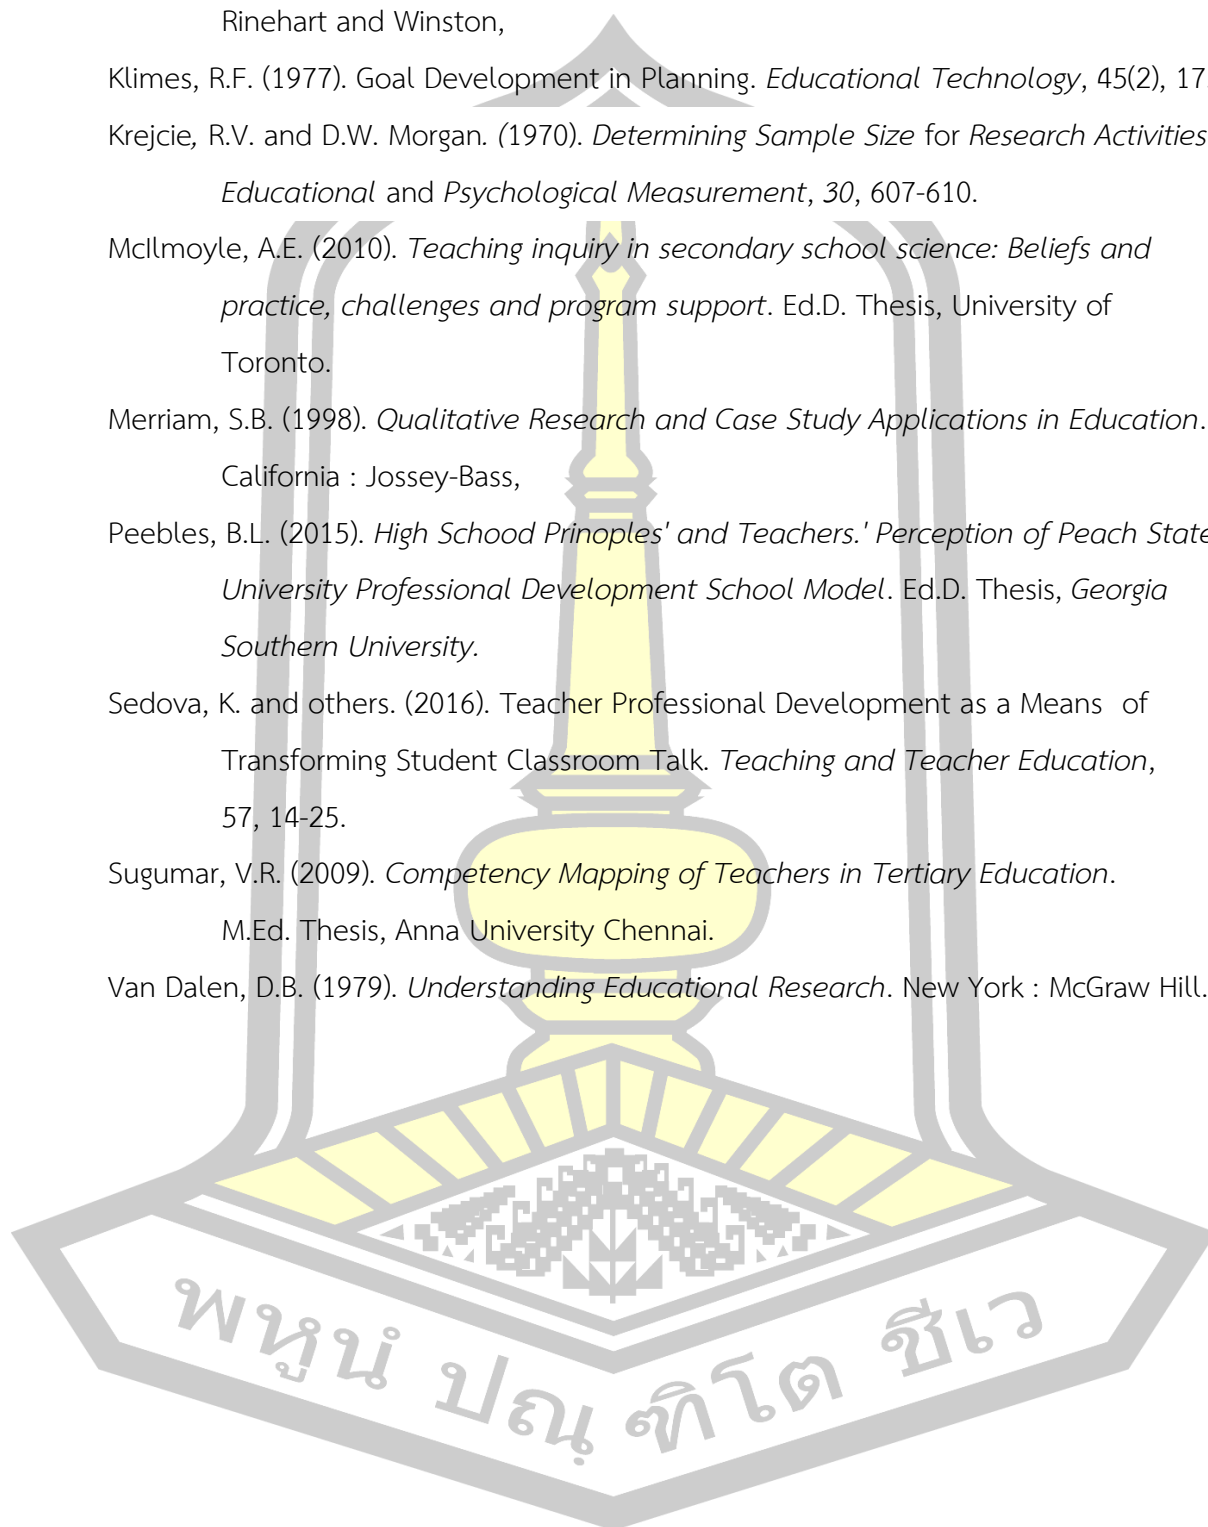 Rinehart and Winston,
Klimes, R.F. (1977). Goal Development in Planning. Educational Technology, 45(2), 17.
Krejcie, R.V. and D.W. Morgan. (1970). Determining Sample Size for Research Activities
Educational and Psychological Measurement, 30, 607-610.
McIlmoyle, A.E. (2010). Teaching inquiry in secondary school science: Beliefs and
practice, challenges and program support. Ed.D. Thesis, University of
Toronto.
Merriam, S.B. (1998). Qualitative Research and Case Study Applications in Education.
California : Jossey-Bass,
Peebles, B.L. (2015). High Schood Prinoples' and Teachers.' Perception of Peach State
University Professional Development School Model. Ed.D. Thesis, Georgia
Southern University.
Sedova, K. and others. (2016). Teacher Professional Development as a Means of
Transforming Student Classroom Talk. Teaching and Teacher Education,
57, 14-25.
Sugumar, V.R. (2009). Competency Mapping of Teachers in Tertiary Education.
M.Ed. Thesis, Anna University Chennai.
Van Dalen, D.B. (1979). Understanding Educational Research. New York : McGraw Hill.
พหูนํ ปณฺฑิโต ชีเว